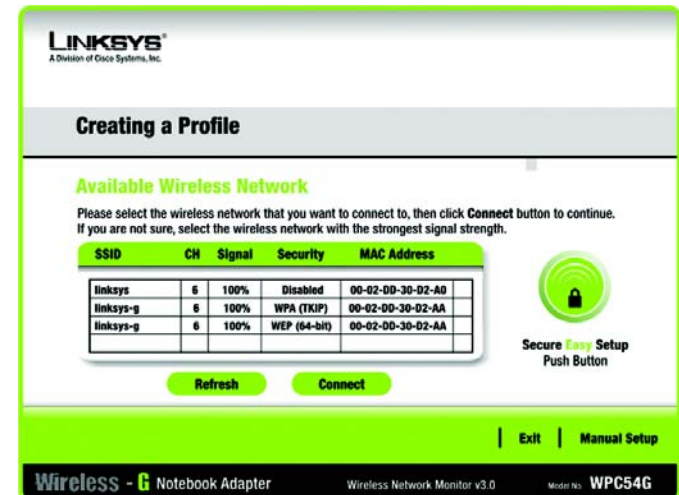 LINKSYS®
A Division of Cisco Systems, Inc.
Creating a Profile
Available Wireless Network
Please select the wireless network that you want to connect to, then click Connect button to continue.
If you are not sure, select the wireless network with the strongest signal strength.
SSID CH Signal Security MAC Address
linksys 6 100% Disabled 00-02-DD-30-D2-A0
linksys-g 6 100% WPA (TKIP) 00-02-DD-30-D2-AA
linksys-g 6 100% WEP (64-bit) 00-02-DD-30-D2-AA
Secure Easy Setup
Push Button
Refresh Connect
Exit Manual Setup
Wireless - G Notebook Adapter Wireless Network Monitor v3.0 Model No. WPC54G